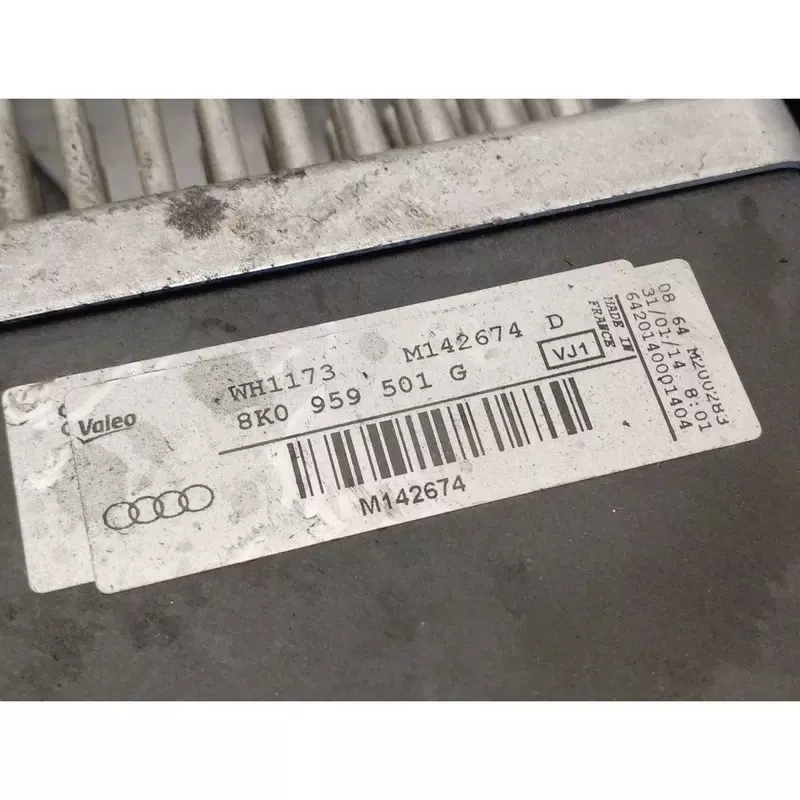 Valeo
WH1173 M142674 D
8K0 959 501 G VJ1
M142674
MADE IN
FRANCE
6420140001404
31/01/14 8:01
08 64 M200283